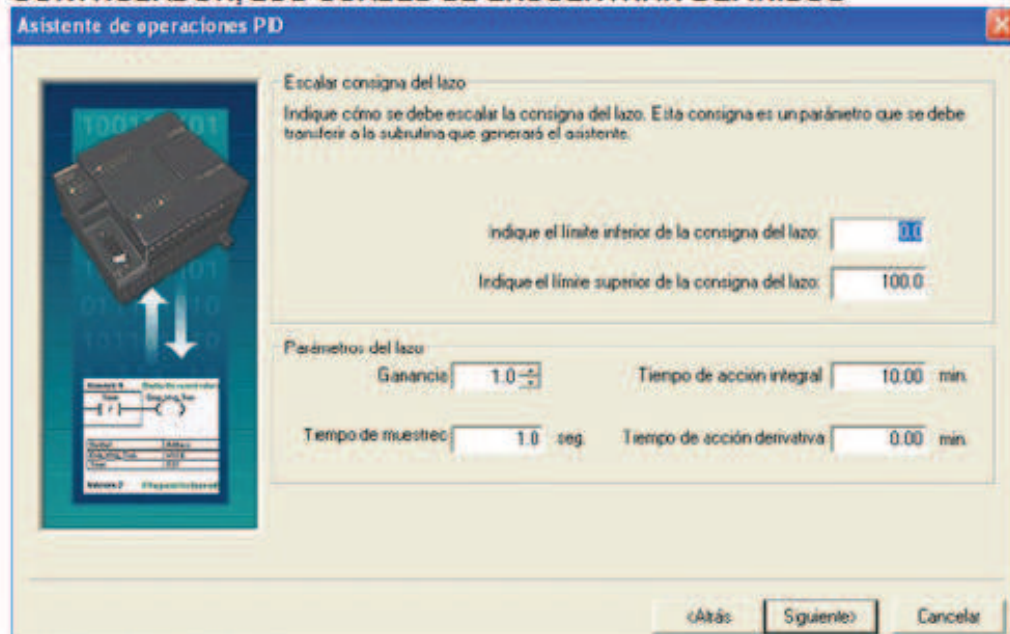 Asistente de operaciones PID
Escalar consigna del lazo
Indique cómo se debe escalar la consigna del lazo. Esta consigna es un parámetro que se debe
transferir a la subrutina que generará el asistente.
Indique el límite inferior de la consigna del lazo: 0.0
Indique el límite superior de la consigna del lazo: 100.0
Parámetros del lazo
Ganancia 1.0 Tiempo de acción integral 10.00 min.
Tiempo de muestreo 1.0 seg. Tiempo de acción derivativa 0.00 min.
<Atrás Siguiente> Cancelar